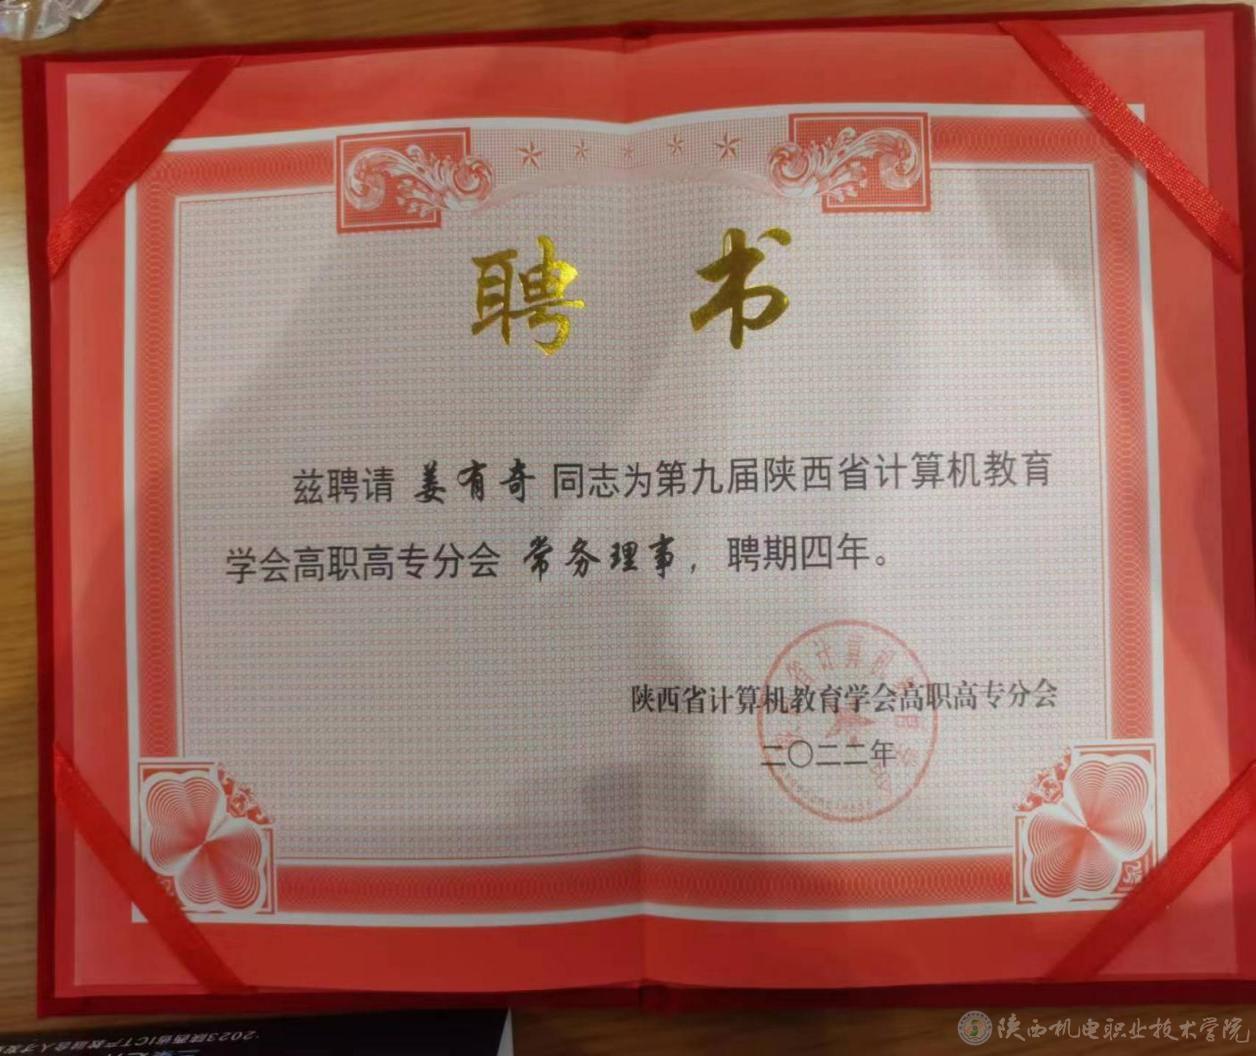 聘 书
兹聘请 姜有奇 同志为第九届陕西省计算机教育
学会高职高专分会 常务理事，聘期四年。
陕西省计算机教育学会高职高专分会
二〇二二年
陕西机电职业技术学院